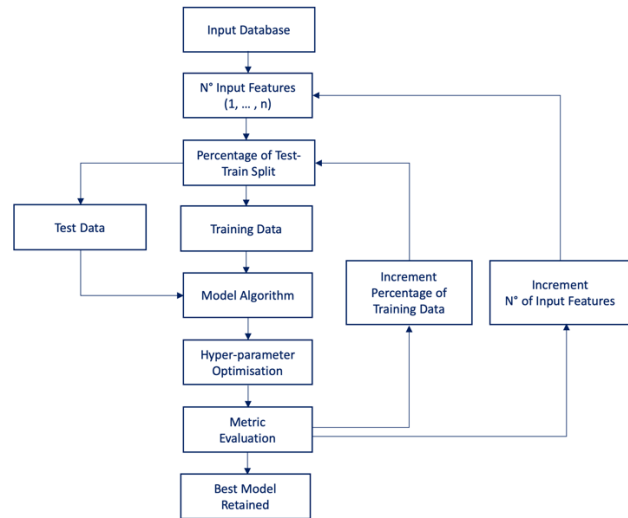 Input Database
N° Input Features
(1, ... , n)
Percentage of Test-
Train Split
Test Data
Training Data
Model Algorithm
Increment
Percentage of
Training Data
Increment
N° of Input Features
Hyper-parameter
Optimisation
Metric
Evaluation
Best Model
Retained